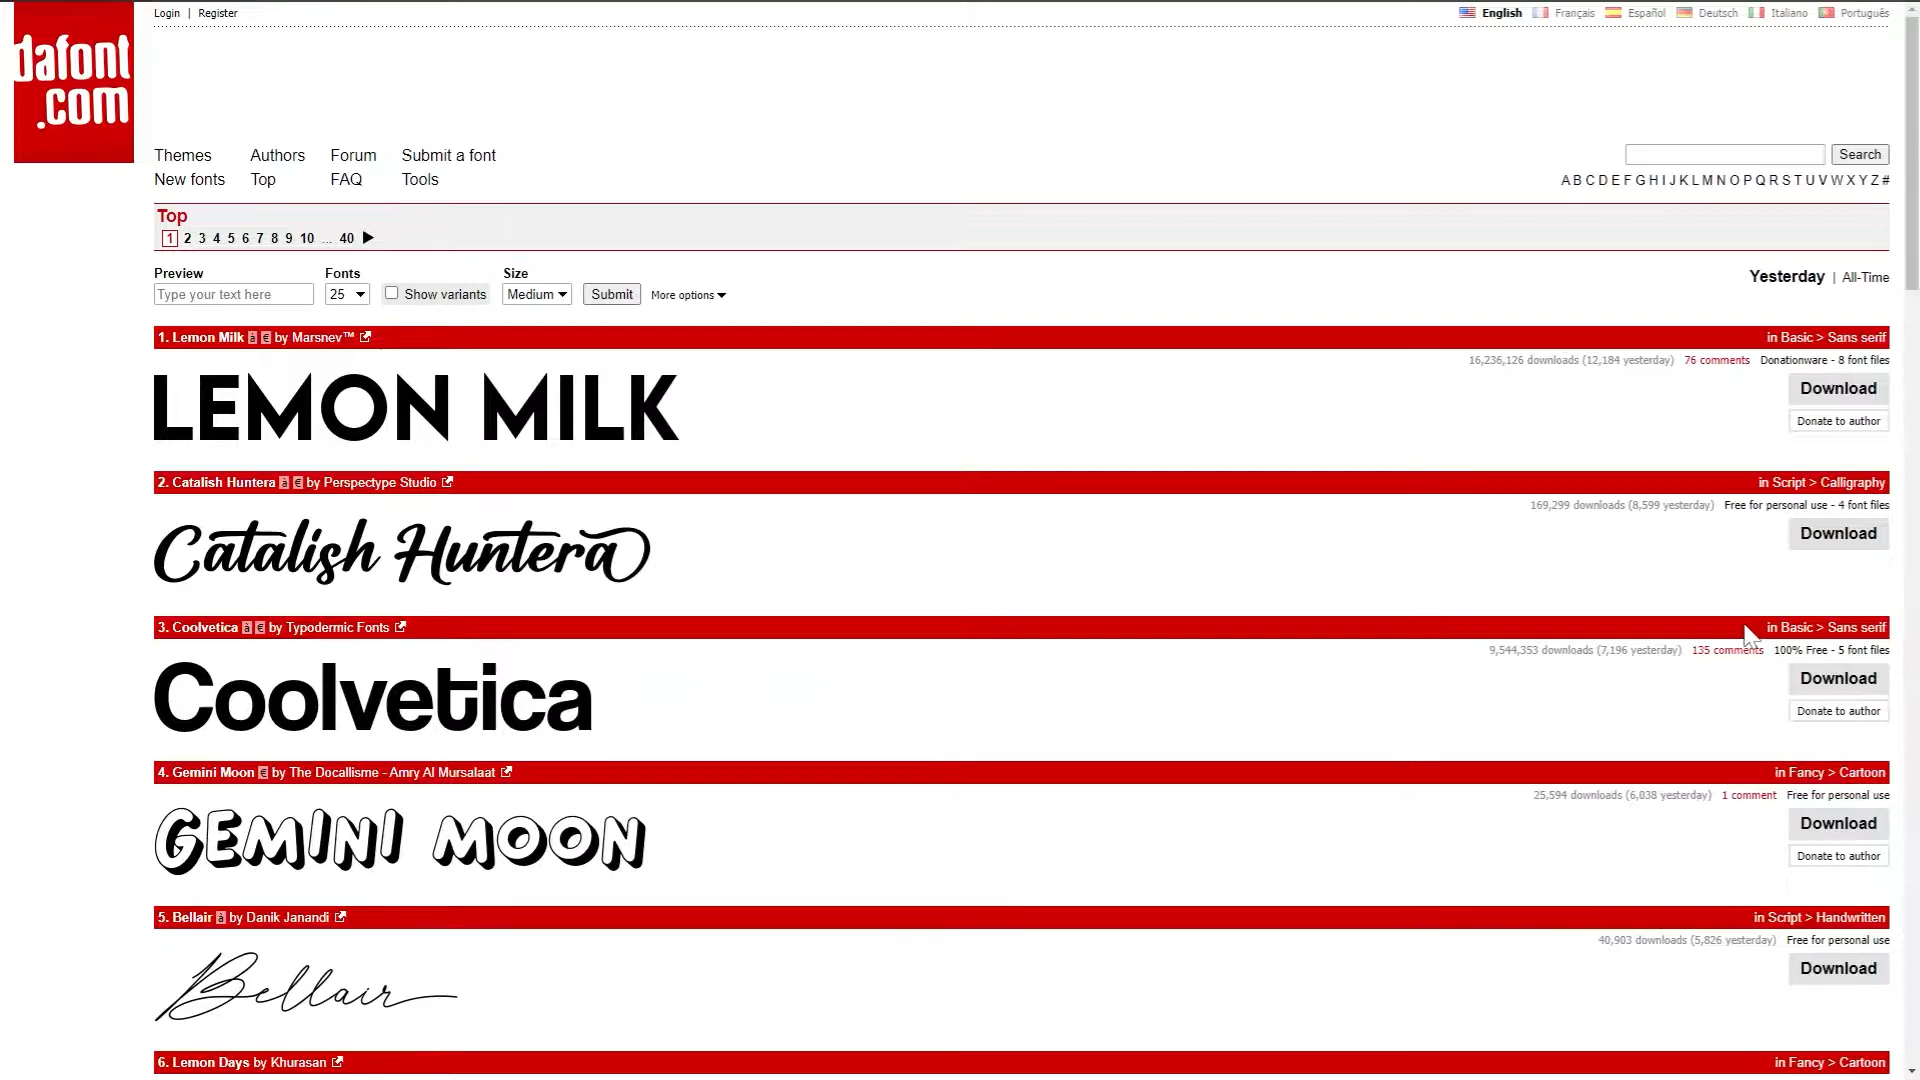 Login | Register
English Français Español Deutsch Italiano Português
dafont
.com
Themes Authors Forum Submit a font
New fonts Top FAQ Tools
Search
A B C D E F G H I J K L M N O P Q R S T U V W X Y Z #
Top
1 2 3 4 5 6 7 8 9 10 ... 40
Preview Fonts Size
Type your text here 25 Show variants Medium Submit More options
Yesterday | All-Time
1. Lemon Milk à € by Marsnev™ in Basic > Sans serif
16,236,126 downloads (12,184 yesterday) 76 comments Donationware - 8 font files
LEMON MILK
Download
Donate to author
2. Catalish Huntera à € by Perspectype Studio in Script > Calligraphy
169,299 downloads (8,599 yesterday) Free for personal use - 4 font files
Catalish Huntera
Download
3. Coolvetica à € by Typodermic Fonts in Basic > Sans serif
9,544,353 downloads (7,196 yesterday) 135 comments 100% Free - 5 font files
Coolvetica
Download
Donate to author
4. Gemini Moon € by The Docallisme - Amry Al Mursalaat in Fancy > Cartoon
25,594 downloads (6,038 yesterday) 1 comment Free for personal use
GEMINI MOON
Download
Donate to author
5. Bellair à by Danik Janandi in Script > Handwritten
40,903 downloads (5,826 yesterday) Free for personal use
Bellair
Download
6. Lemon Days by Khurasan in Fancy > Cartoon